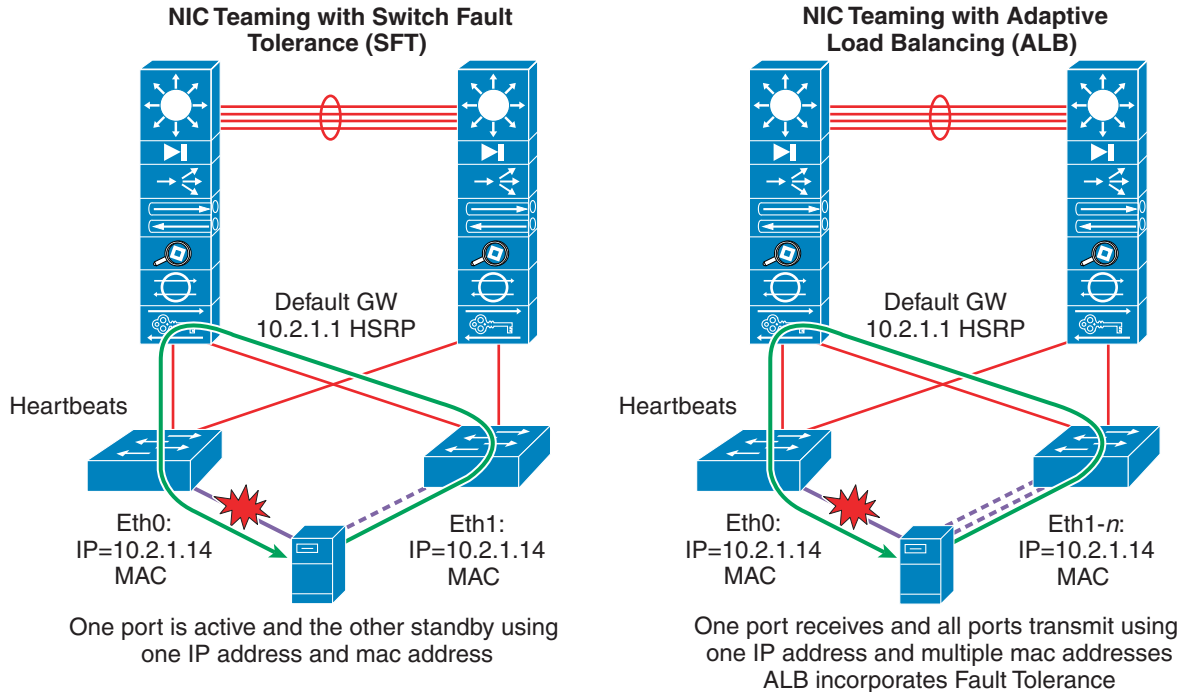 NIC Teaming with Switch Fault
Tolerance (SFT)
Default GW
10.2.1.1 HSRP
Heartbeats
Eth0:
IP=10.2.1.14
MAC
Eth1:
IP=10.2.1.14
MAC
One port is active and the other standby using
one IP address and mac address
NIC Teaming with Adaptive
Load Balancing (ALB)
Default GW
10.2.1.1 HSRP
Heartbeats
Eth0:
IP=10.2.1.14
MAC
Eth1-n:
IP=10.2.1.14
MAC
One port receives and all ports transmit using
one IP address and multiple mac addresses
ALB incorporates Fault Tolerance